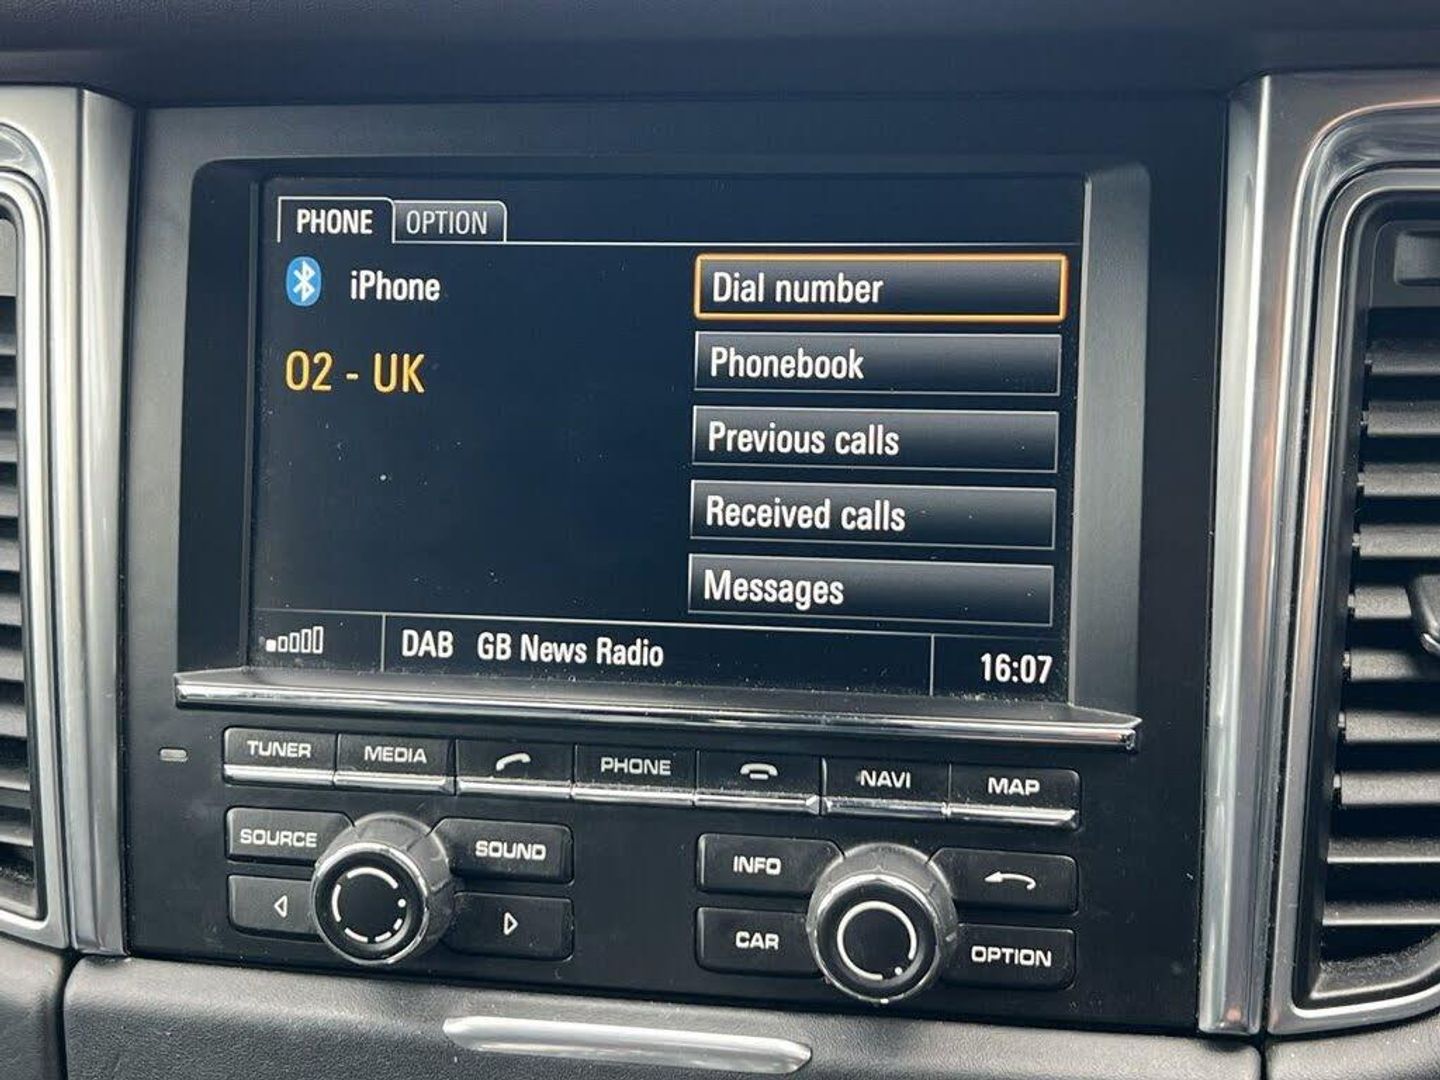 PHONE OPTION
iPhone
O2 - UK
Dial number
Phonebook
Previous calls
Received calls
Messages
DAB GB News Radio 16:07
TUNER MEDIA PHONE NAVI MAP
SOURCE SOUND INFO
CAR OPTION